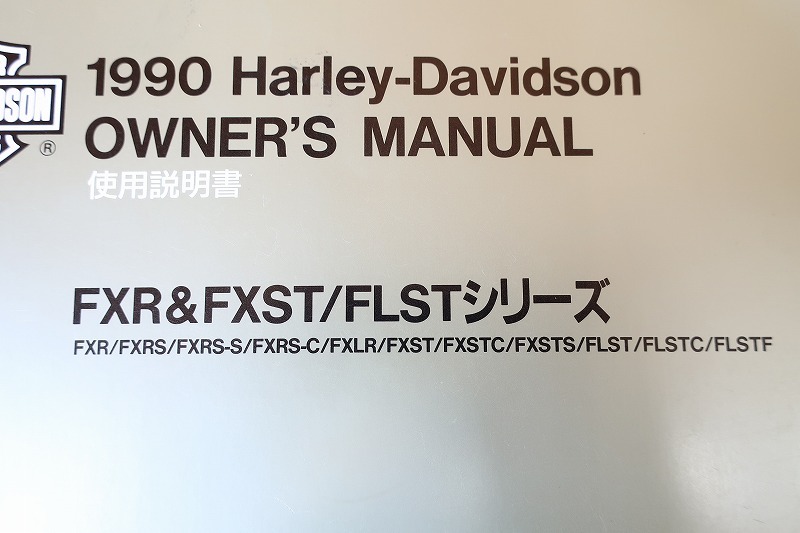 1990 Harley-Davidson
OWNER'S MANUAL
使用説明書
®
FXR&FXST/FLSTシリーズ
FXR/FXRS/FXRS-S/FXRS-C/FXLR/FXST/FXSTC/FXSTS/FLST/FLSTC/FLSTF